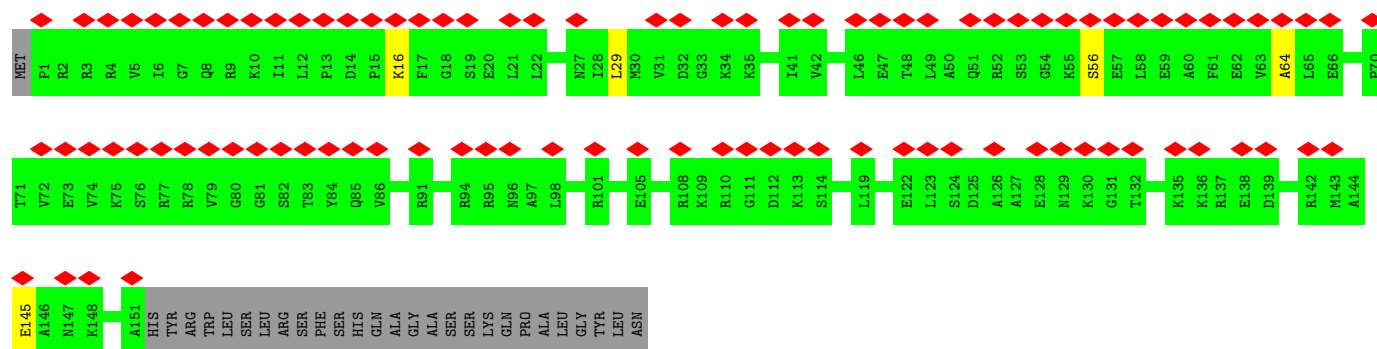 MET P1 R2 R3 R4 V5 I6 G7 Q8 R9 K10 I11 L12 P13 D14 P15 K16 F17 G18 S19 E20 L21 L22 N27 I28 L29 M30 V31 D32 G33 K34 K35 I41 V42 L46 E47 T48 L49 A50 Q51 R52 S53 G54 K55 S56 E57 L58 E59 A60 F61 E62 V63 A64 L65 E66
T71 V72 E73 V74 K75 S76 R77 R78 V79 G80 G81 S82 T83 Y84 Q85 V86 R91 R94 R95 N96 A97 L98 R101 E105 R108 K109 R110 G111 D112 K113 S114 L119 E122 L123 S124 D125 A126 A127 E128 N129 K130 G131 T132 K135 K136 R137 E138 D139 R142 M143 A144
E145 A146 N147 K148 A151 HIS TYR ARG TRP LEU SER LEU ARG SER PHE SER HIS GLN ALA GLY ALA SER SER LYS GLN PRO ALA LEU GLY TYR LEU ASN